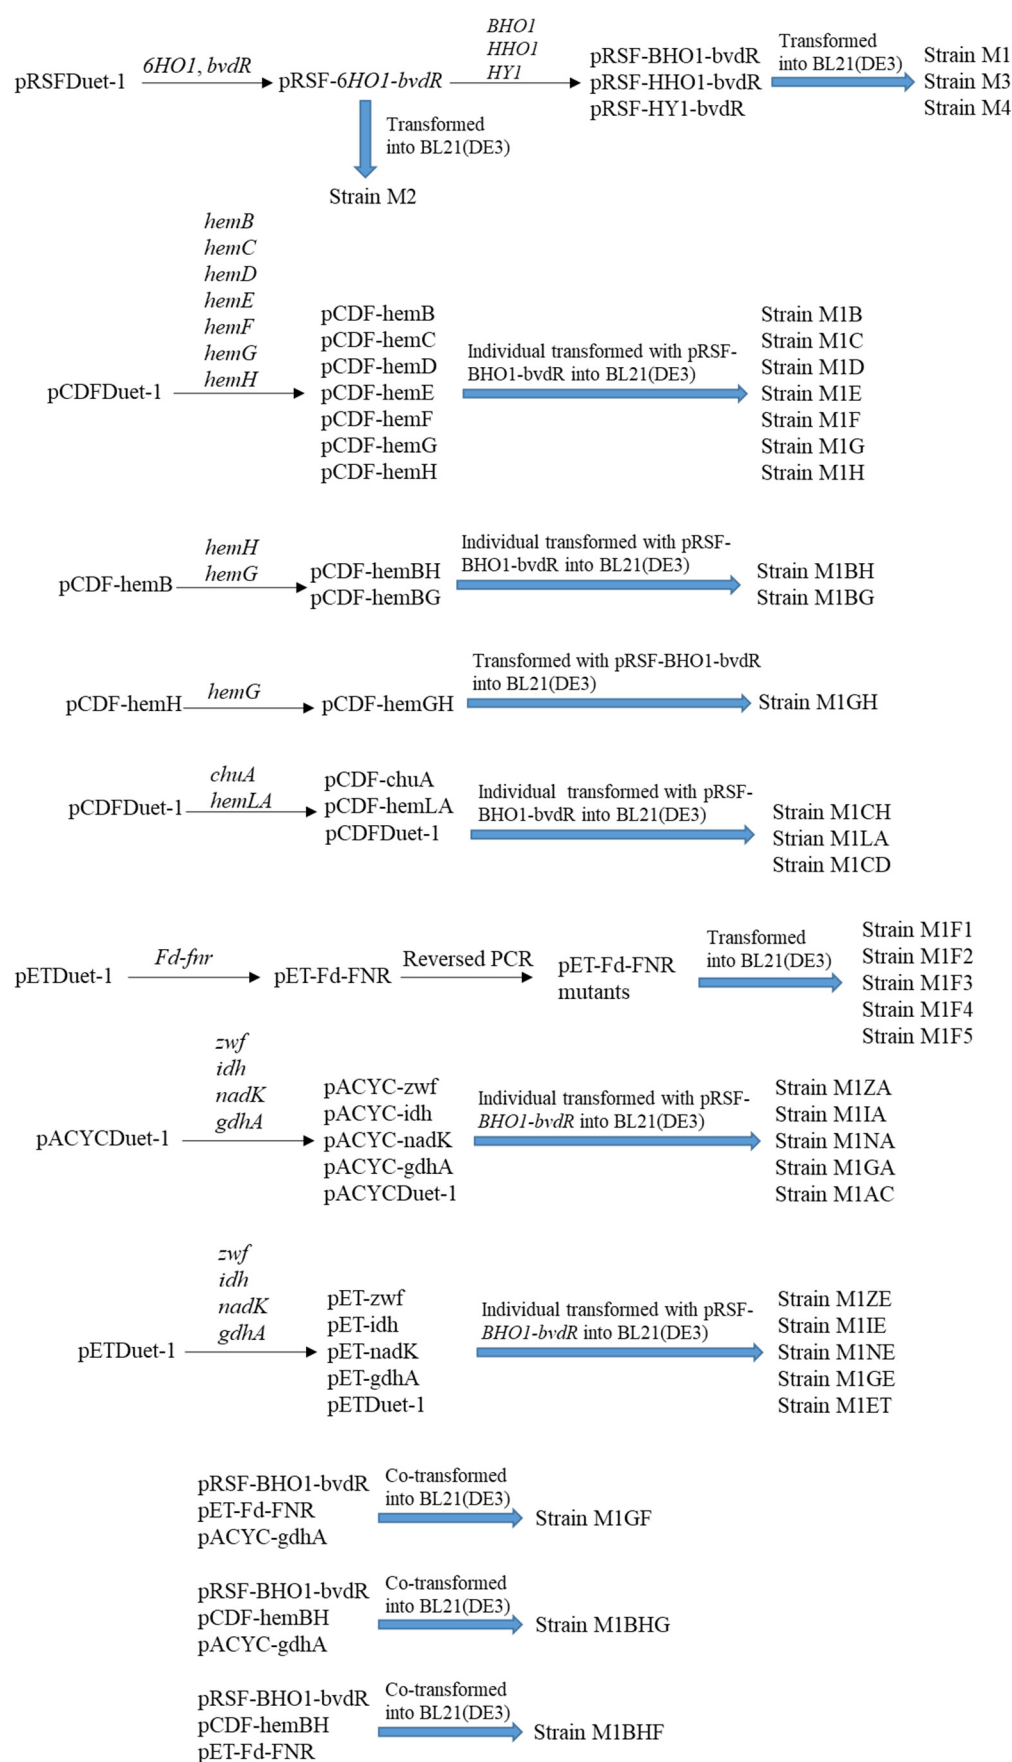 pRSFDuet-1
6HO1, bvdR
pRSF-6HO1-bvdR
BHO1
HHO1
HY1
pRSF-BHO1-bvdR
pRSF-HHO1-bvdR
pRSF-HY1-bvdR
Transformed
into BL21(DE3)
Strain M1
Strain M3
Strain M4
Transformed
into BL21(DE3)
Strain M2
pCDFDuet-1
hemB
hemC
hemD
hemE
hemF
hemG
hemH
pCDF-hemB
pCDF-hemC
pCDF-hemD
pCDF-hemE
pCDF-hemF
pCDF-hemG
pCDF-hemH
Individual transformed with pRSF-
BHO1-bvdR into BL21(DE3)
Strain M1B
Strain M1C
Strain M1D
Strain M1E
Strain M1F
Strain M1G
Strain M1H
pCDF-hemB
hemH
hemG
pCDF-hemBH
pCDF-hemBG
Individual transformed with pRSF-
BHO1-bvdR into BL21(DE3)
Strain M1BH
Strain M1BG
pCDF-hemH
hemG
pCDF-hemGH
Transformed with pRSF-BHO1-bvdR
into BL21(DE3)
Strain M1GH
pCDFDuet-1
chuA
hemLA
pCDF-chuA
pCDF-hemLA
pCDFDuet-1
Individual transformed with pRSF-
BHO1-bvdR into BL21(DE3)
Strain M1CH
Strian M1LA
Strain M1CD
pETDuet-1
Fd-fnr
pET-Fd-FNR
Reversed PCR
pET-Fd-FNR
mutants
Transformed
into BL21(DE3)
Strain M1F1
Strain M1F2
Strain M1F3
Strain M1F4
Strain M1F5
pACYCDuet-1
zwf
idh
nadK
gdhA
pACYC-zwf
pACYC-idh
pACYC-nadK
pACYC-gdhA
pACYCDuet-1
Individual transformed with pRSF-
BHO1-bvdR into BL21(DE3)
Strain M1ZA
Strain M1IA
Strain M1NA
Strain M1GA
Strain M1AC
pETDuet-1
zwf
idh
nadK
gdhA
pET-zwf
pET-idh
pET-nadK
pET-gdhA
pETDuet-1
Individual transformed with pRSF-
BHO1-bvdR into BL21(DE3)
Strain M1ZE
Strain M1IE
Strain M1NE
Strain M1GE
Strain M1ET
pRSF-BHO1-bvdR
pET-Fd-FNR
pACYC-gdhA
Co-transformed
into BL21(DE3)
Strain M1GF
pRSF-BHO1-bvdR
pCDF-hemBH
pACYC-gdhA
Co-transformed
into BL21(DE3)
Strain M1BHG
pRSF-BHO1-bvdR
pCDF-hemBH
pET-Fd-FNR
Co-transformed
into BL21(DE3)
Strain M1BHF